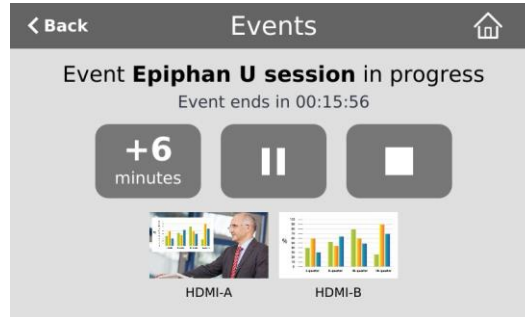 Back
Events
Event Epiphan U session in progress
Event ends in 00:15:56
+6
minutes
HDMI-A
HDMI-B